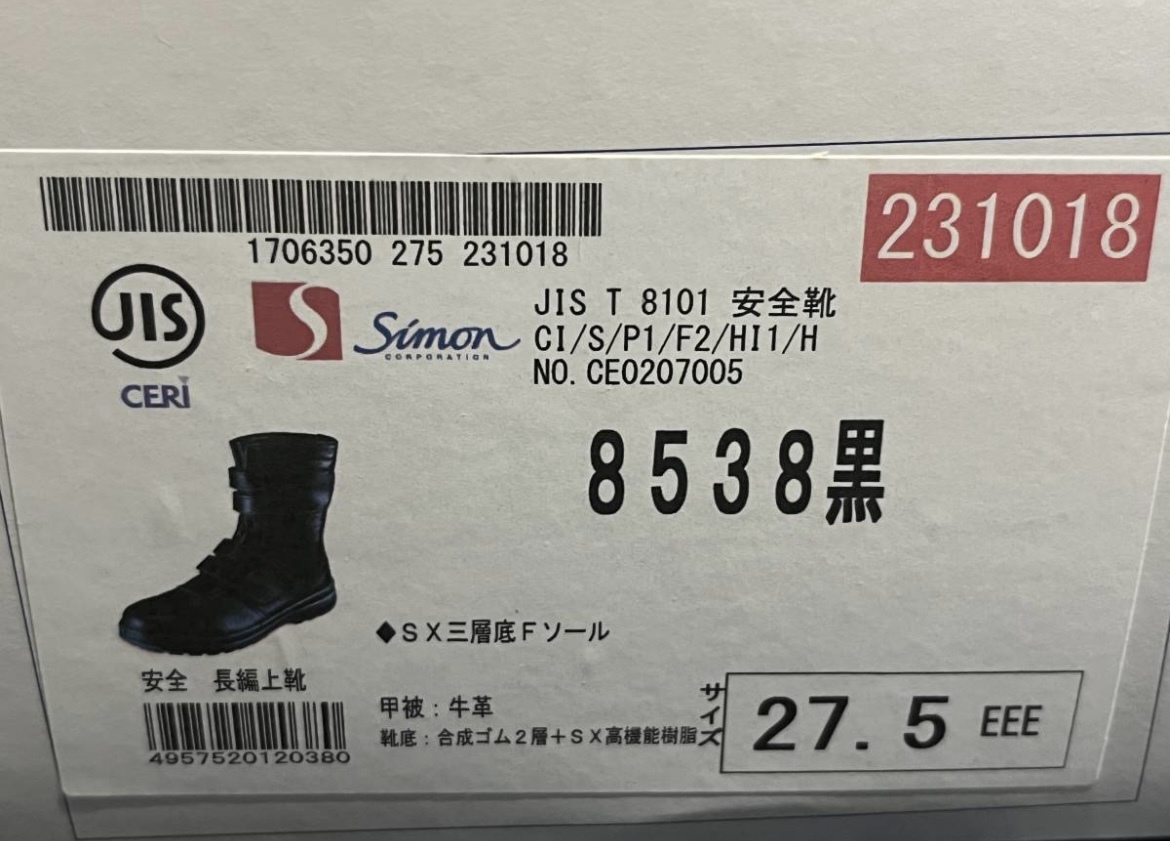 231018
1706350 275 231018
JIS
CERI
Simon
CORPORATION
JIS T 8101 安全靴
CI/S/P1/F2/HI1/H
NO. CE0207005
8538黒
◆SX三層底Fソール
安全 長編上靴
4957520120380
甲被:牛革
靴底:合成ゴム2層+SX高機能樹脂
サイズ
27.5 EEE